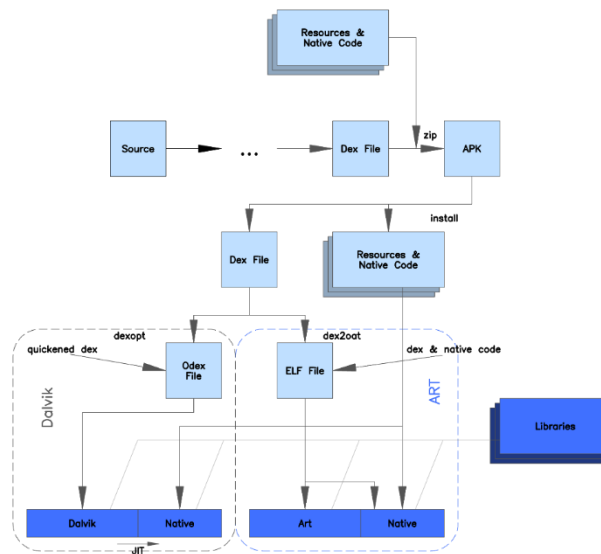 Resources &
Native Code
zip
Source
...
Dex File
APK
install
Dex File
Resources &
Native Code
dexopt
dex2oat
quickened dex
Odex
File
ELF File
dex & native code
Dalvik
ART
Libraries
Dalvik
Native
Art
Native
JIT